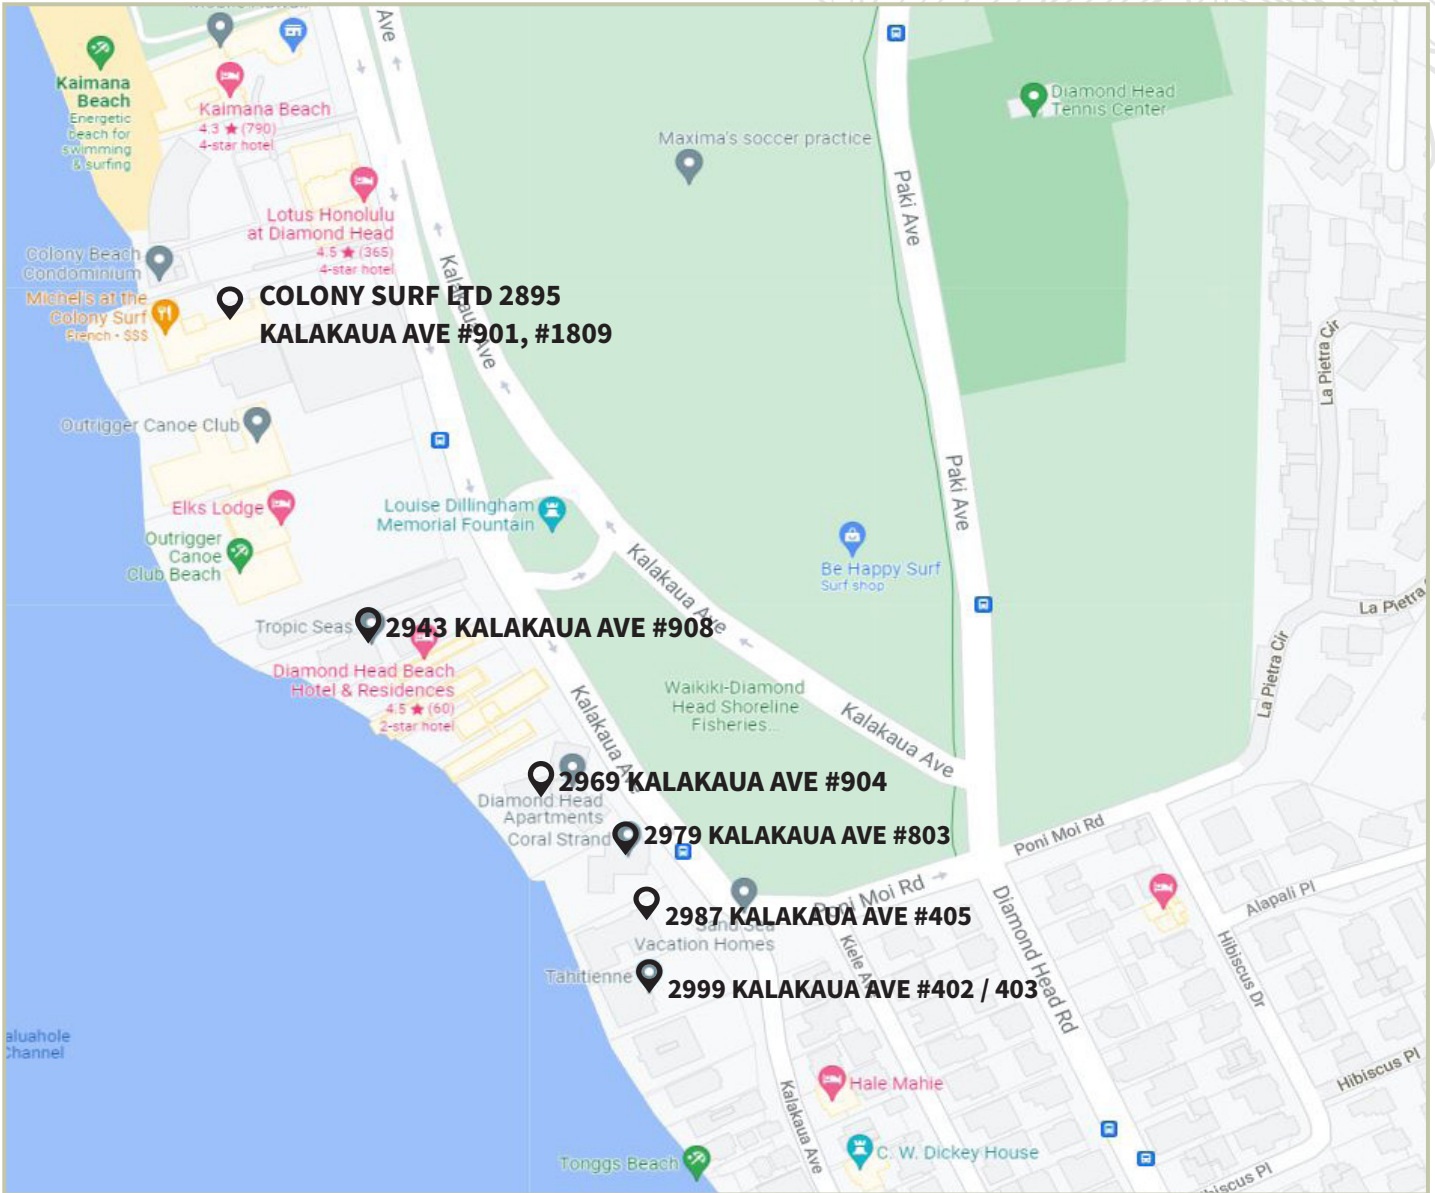 Ave
Kaimana
Beach
Energetic
beach for
swimming
& surfing
Kaimana Beach
4.3 ★ (790)
4-star hotel
Diamond Head
Tennis Center
Maxima's soccer practice
Paki Ave
Lotus Honolulu
at Diamond Head
4.5 ★ (365)
4-star hotel
Colony Beach
Condominium
Michel's at the
Colony Surf
French • $$$
Kalakaua Ave
COLONY SURF LTD 2895
KALAKAUA AVE #901, #1809
La Pietra Cir
Outrigger Canoe Club
Paki Ave
Elks Lodge
Louise Dillingham
Memorial Fountain
Outrigger
Canoe
Club Beach
Be Happy Surf
Surf shop
Kalakaua Ave
La Pietra
Tropic Seas
2943 KALAKAUA AVE #908
Diamond Head Beach
Hotel & Residences
4.5 ★ (60)
2-star hotel
La Pietra Cir
Waikiki-Diamond
Head Shoreline
Fisheries...
Kalakaua Ave
Kalakaua Ave
2969 KALAKAUA AVE #904
Diamond Head
Apartments
Coral Strand
2979 KALAKAUA AVE #803
Poni Moi Rd
Poni Moi Rd
2987 KALAKAUA AVE #405
Sand Sea
Vacation Homes
Alapali Pl
Hibiscus Dr
Diamond Head Rd
Tahitienne
2999 KALAKAUA AVE #402 / 403
Channel
Hale Mahie
Hibiscus Pl
Kalakaua Ave
C. W. Dickey House
Tonggs Beach